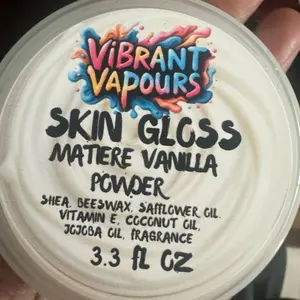 VIBRANT
VAPOURS
SKIN GLOSS
MATIERE VANILLA
POWDER
SHEA, BEESWAX, SAFFLOWER OIL,
VITAMIN E, COCONUT OIL,
JOJOBA OIL, FRAGRANCE
3.3 fl OZ